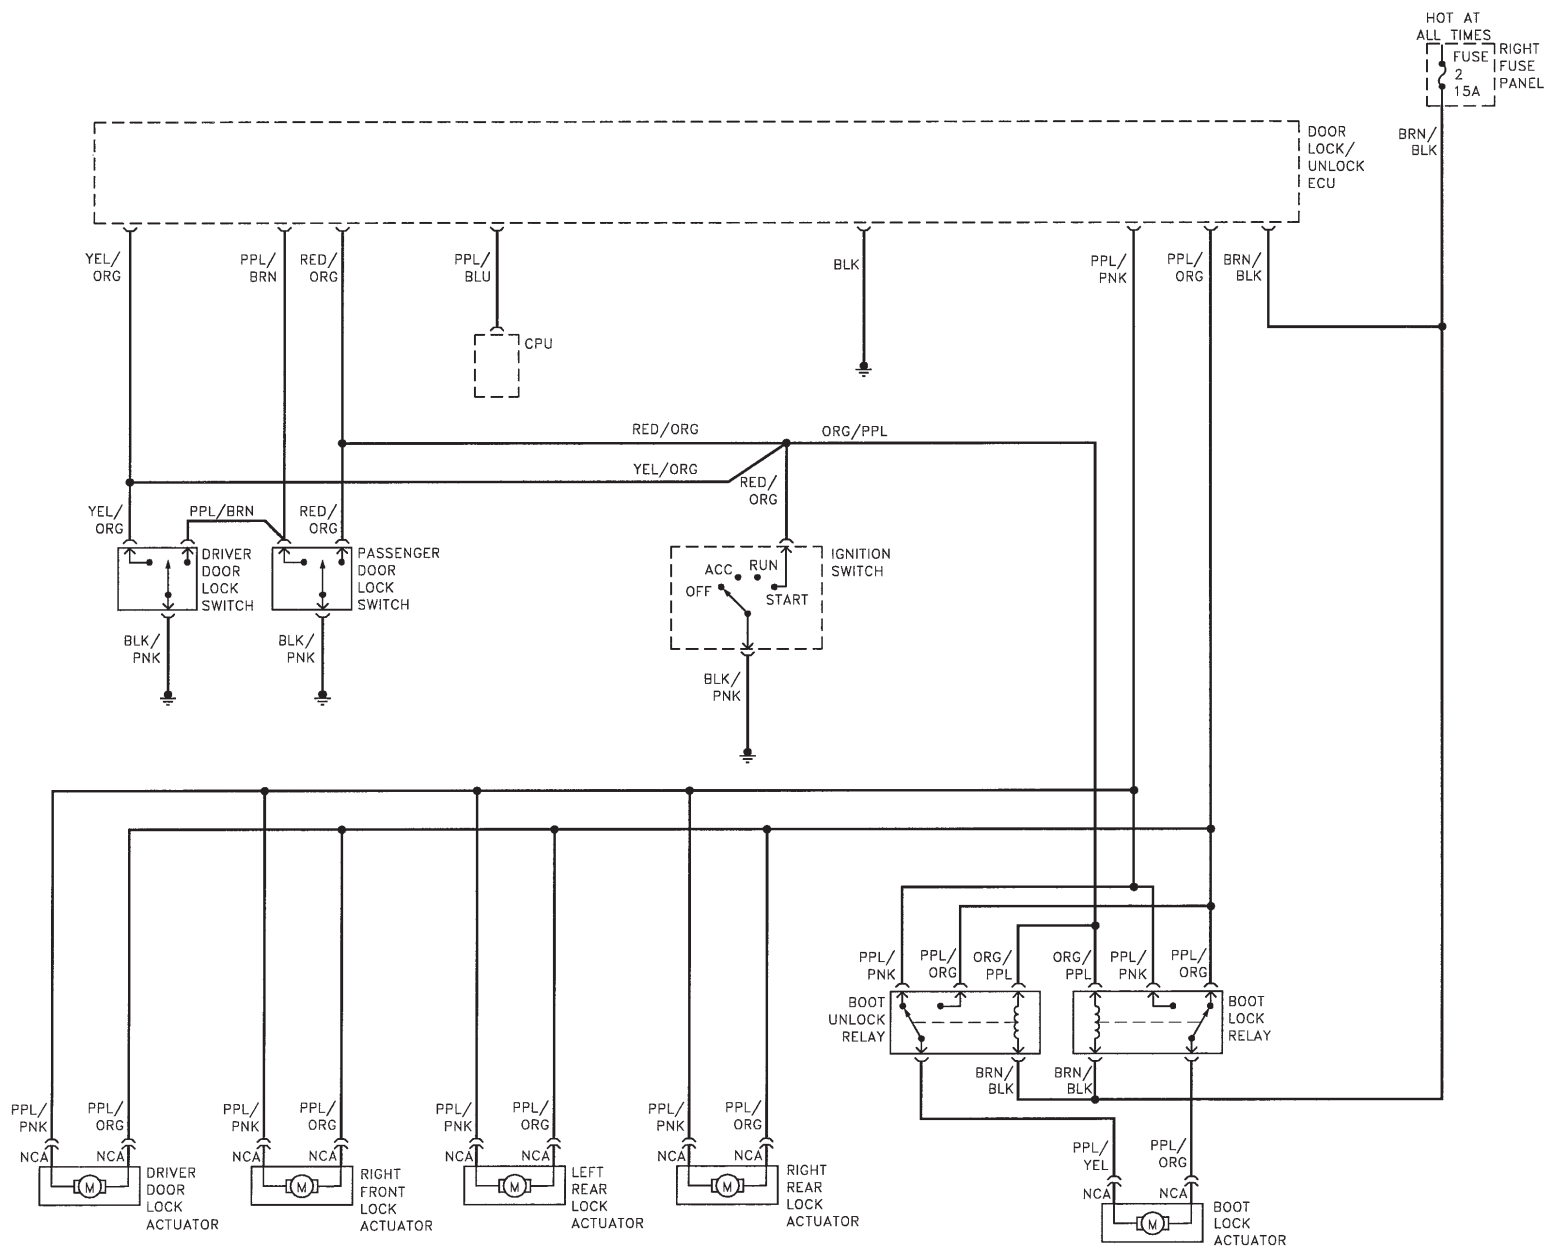 HOT AT
ALL TIMES
FUSE
2
15A
RIGHT
FUSE
PANEL
BRN/
BLK
DOOR
LOCK/
UNLOCK
ECU
YEL/
ORG
PPL/
BRN
RED/
ORG
PPL/
BLU
BLK
PPL/
PNK
PPL/
ORG
BRN/
BLK
CPU
RED/ORG
ORG/PPL
YEL/ORG
RED/
ORG
YEL/
ORG
PPL/BRN
RED/
ORG
DRIVER
DOOR
LOCK
SWITCH
PASSENGER
DOOR
LOCK
SWITCH
IGNITION
SWITCH
ACC
RUN
OFF
START
BLK/
PNK
BLK/
PNK
BLK/
PNK
PPL/
PNK
PPL/
ORG
ORG/
PPL
ORG/
PPL
PPL/
PNK
PPL/
ORG
BOOT
UNLOCK
RELAY
BOOT
LOCK
RELAY
BRN/
BLK
BRN/
BLK
PPL/
PNK
PPL/
ORG
PPL/
PNK
PPL/
ORG
PPL/
PNK
PPL/
ORG
PPL/
PNK
PPL/
ORG
PPL/
YEL
PPL/
ORG
NCA
NCA
NCA
NCA
NCA
NCA
NCA
NCA
NCA
NCA
M
DRIVER
DOOR
LOCK
ACTUATOR
M
RIGHT
FRONT
LOCK
ACTUATOR
M
LEFT
REAR
LOCK
ACTUATOR
M
RIGHT
REAR
LOCK
ACTUATOR
M
BOOT
LOCK
ACTUATOR